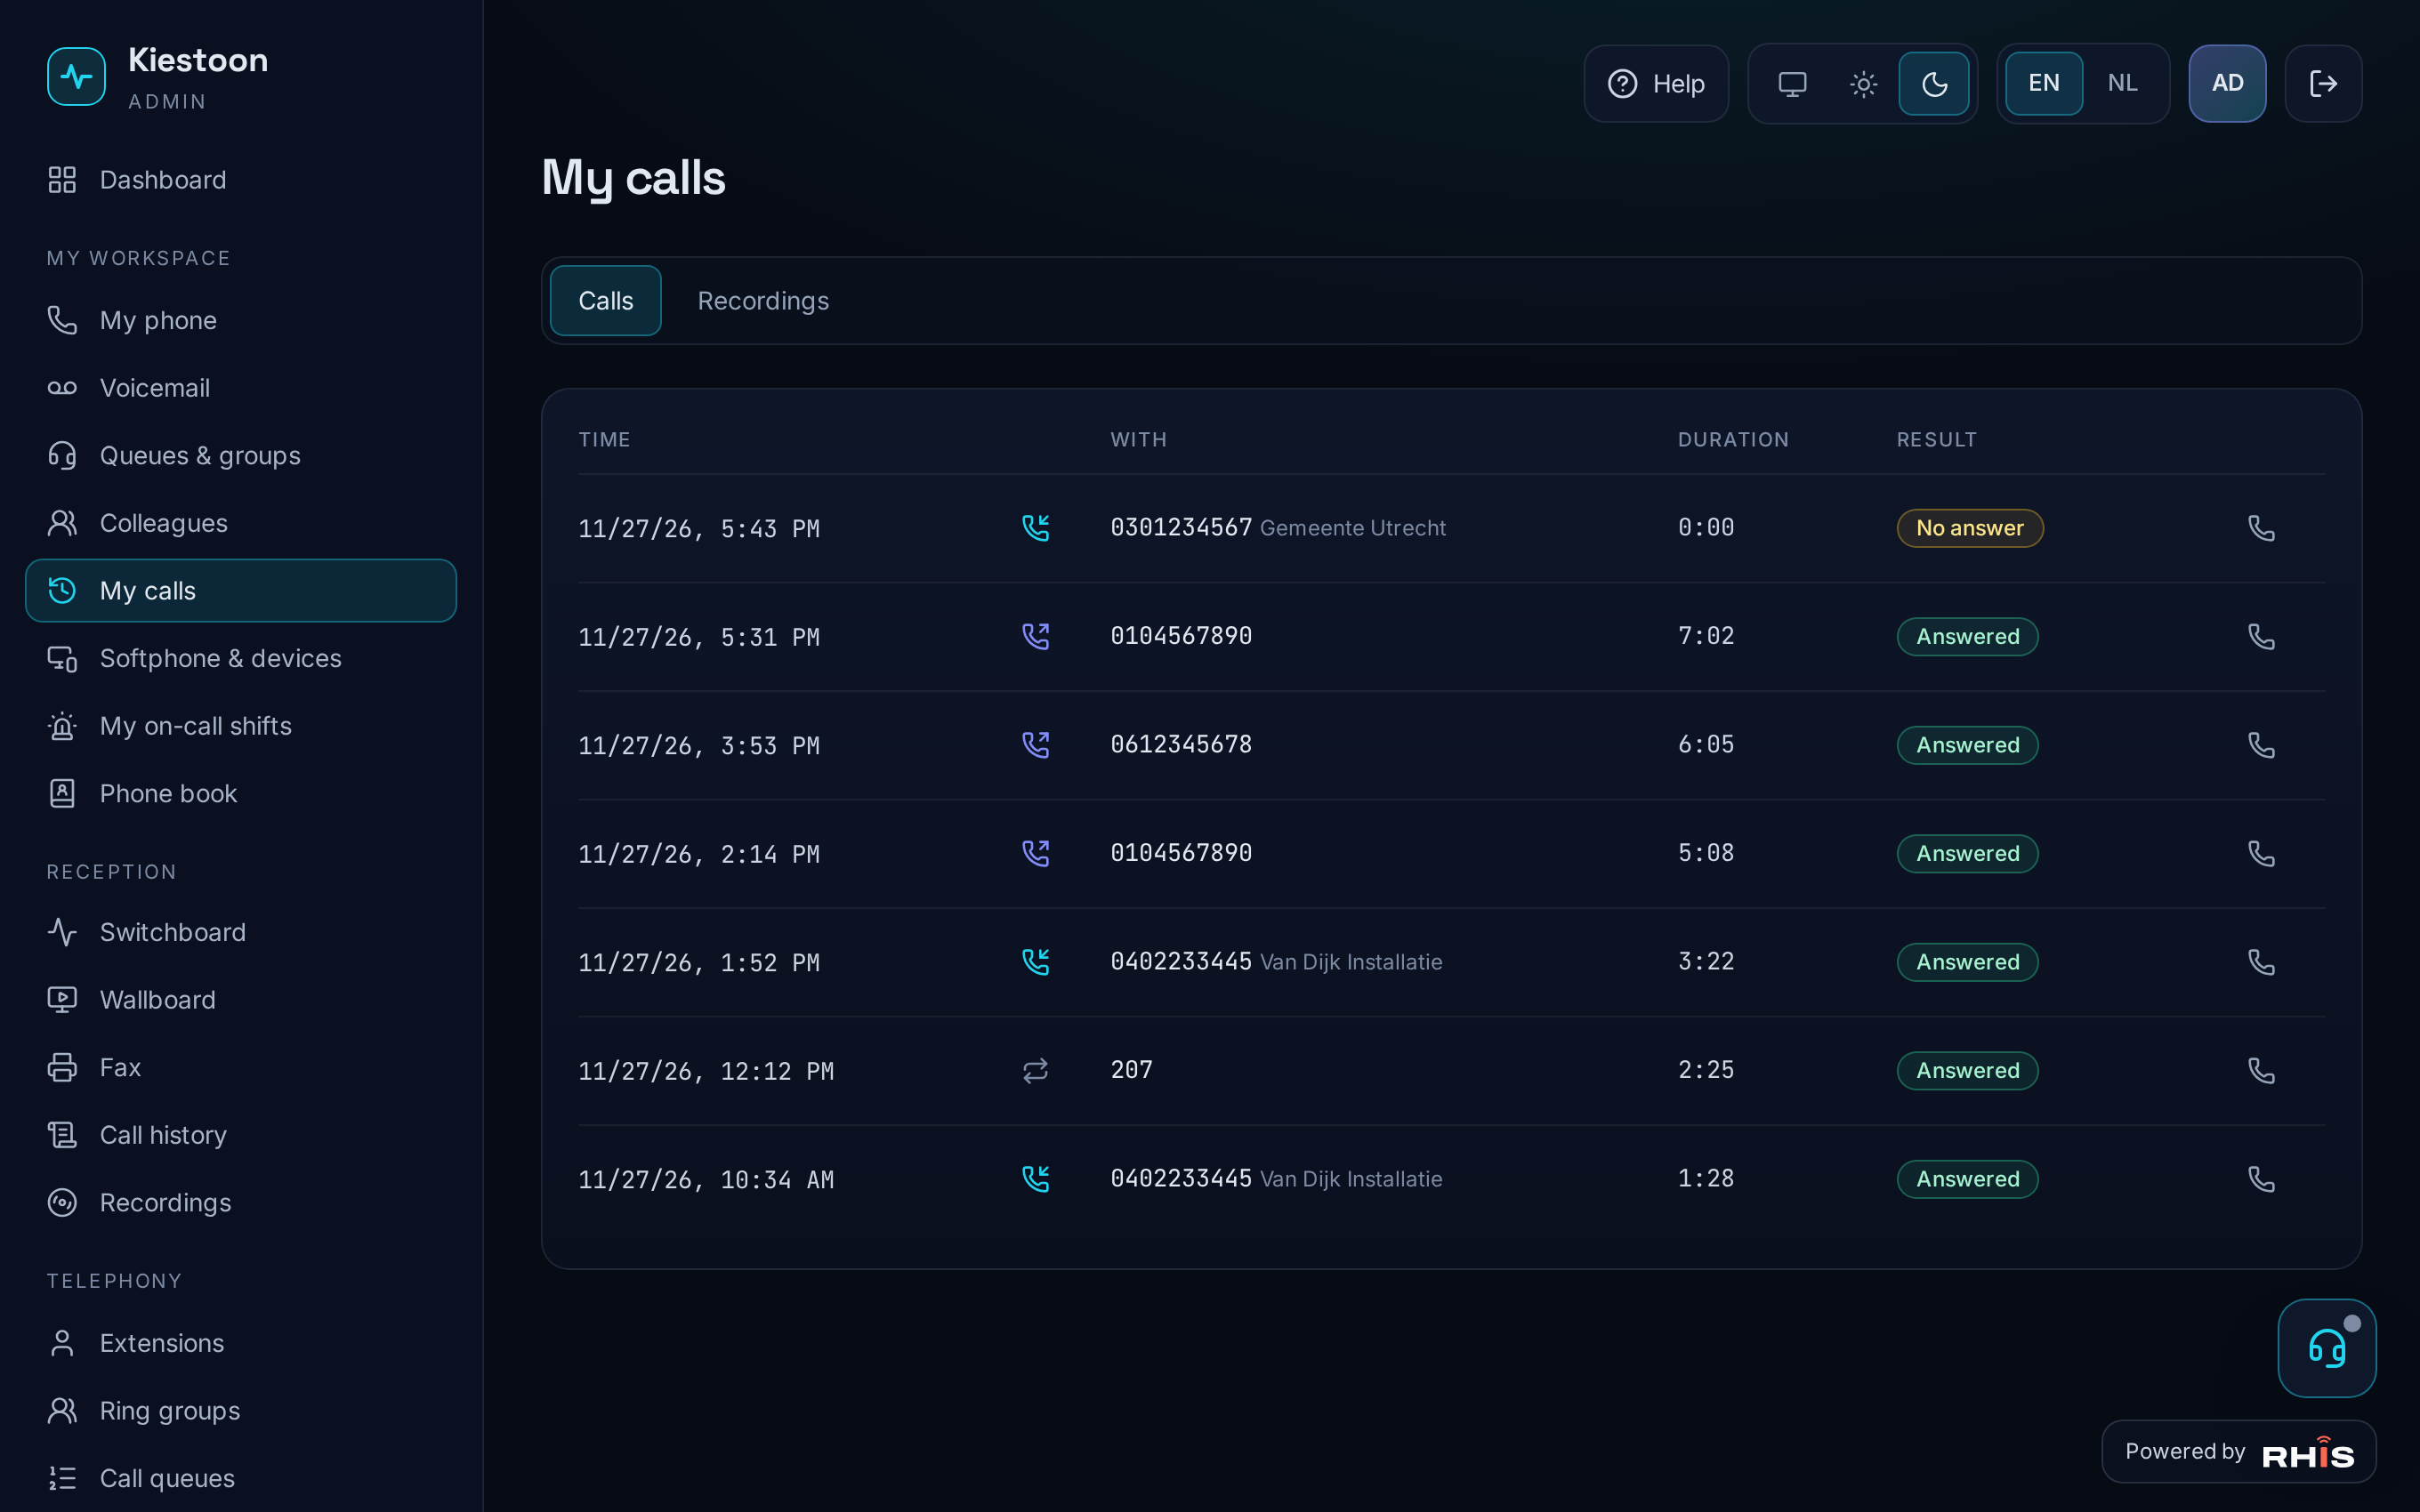 Kiestoon
ADMIN
Dashboard
MY WORKSPACE
My phone
Voicemail
Queues & groups
Colleagues
My calls
Softphone & devices
My on-call shifts
Phone book
RECEPTION
Switchboard
Wallboard
Fax
Call history
Recordings
TELEPHONY
Extensions
Ring groups
Call queues
Help
EN NL
AD
My calls
Calls Recordings
TIME WITH DURATION RESULT
11/27/26, 5:43 PM 0301234567 Gemeente Utrecht 0:00 No answer
11/27/26, 5:31 PM 0104567890 7:02 Answered
11/27/26, 3:53 PM 0612345678 6:05 Answered
11/27/26, 2:14 PM 0104567890 5:08 Answered
11/27/26, 1:52 PM 0402233445 Van Dijk Installatie 3:22 Answered
11/27/26, 12:12 PM 207 2:25 Answered
11/27/26, 10:34 AM 0402233445 Van Dijk Installatie 1:28 Answered
Powered by RHiS